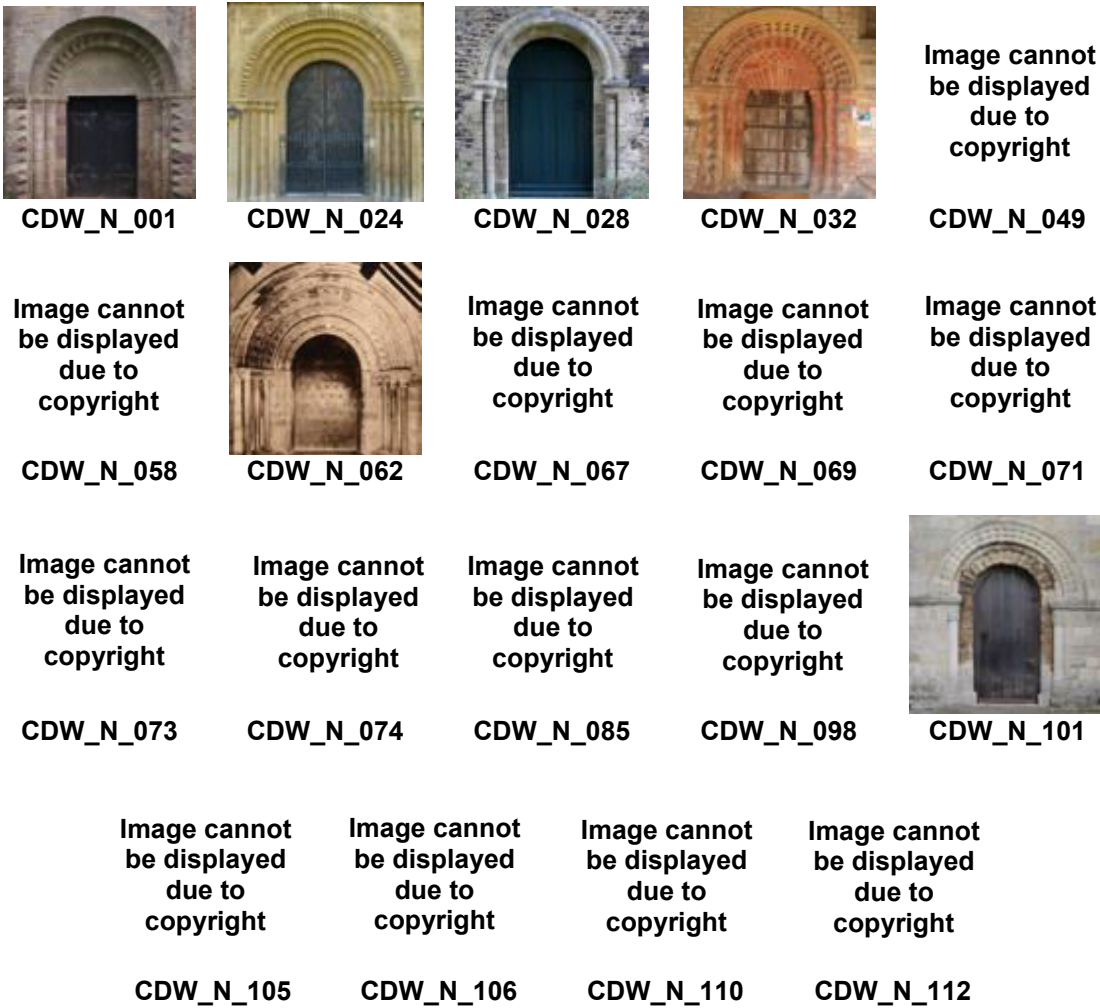 Image cannot
be displayed
due to
copyright
CDW_N_001
CDW_N_024
CDW_N_028
CDW_N_032
CDW_N_049
Image cannot
be displayed
due to
copyright
Image cannot
be displayed
due to
copyright
Image cannot
be displayed
due to
copyright
Image cannot
be displayed
due to
copyright
CDW_N_058
CDW_N_062
CDW_N_067
CDW_N_069
CDW_N_071
Image cannot
be displayed
due to
copyright
Image cannot
be displayed
due to
copyright
Image cannot
be displayed
due to
copyright
Image cannot
be displayed
due to
copyright
CDW_N_073
CDW_N_074
CDW_N_085
CDW_N_098
CDW_N_101
Image cannot
be displayed
due to
copyright
Image cannot
be displayed
due to
copyright
Image cannot
be displayed
due to
copyright
Image cannot
be displayed
due to
copyright
CDW_N_105
CDW_N_106
CDW_N_110
CDW_N_112